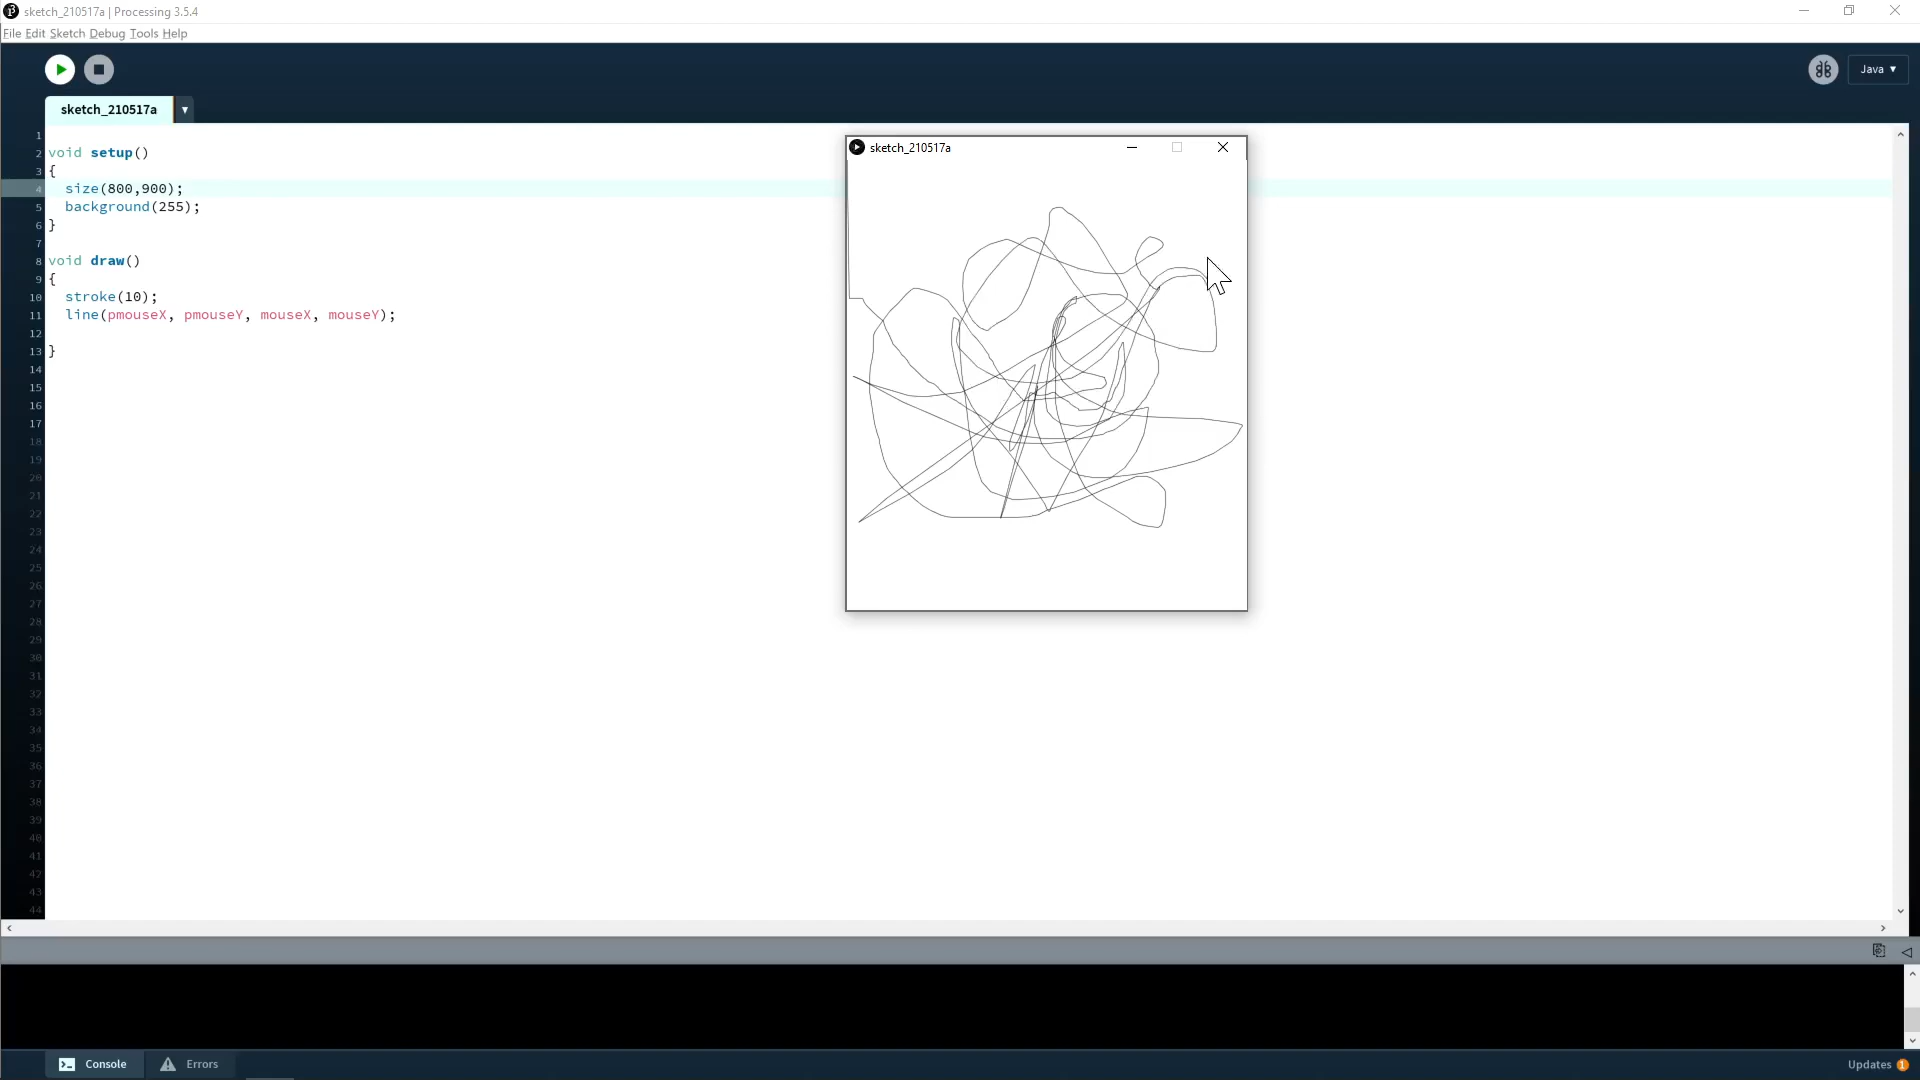 sketch_210517a | Processing 3.5.4
File Edit Sketch Debug Tools Help
Java ▾
sketch_210517a ▾
1
2 void setup()
3 {
4 size(800,900);
5 background(255);
6 }
7
8 void draw()
9 {
10 stroke(10);
11 line(pmouseX, pmouseY, mouseX, mouseY);
12
13 }
14
15
16
17
18
19
20
21
22
23
24
25
26
27
28
29
30
31
32
33
34
35
36
37
38
39
40
41
42
43
44
sketch_210517a
Console
Errors
Updates 1